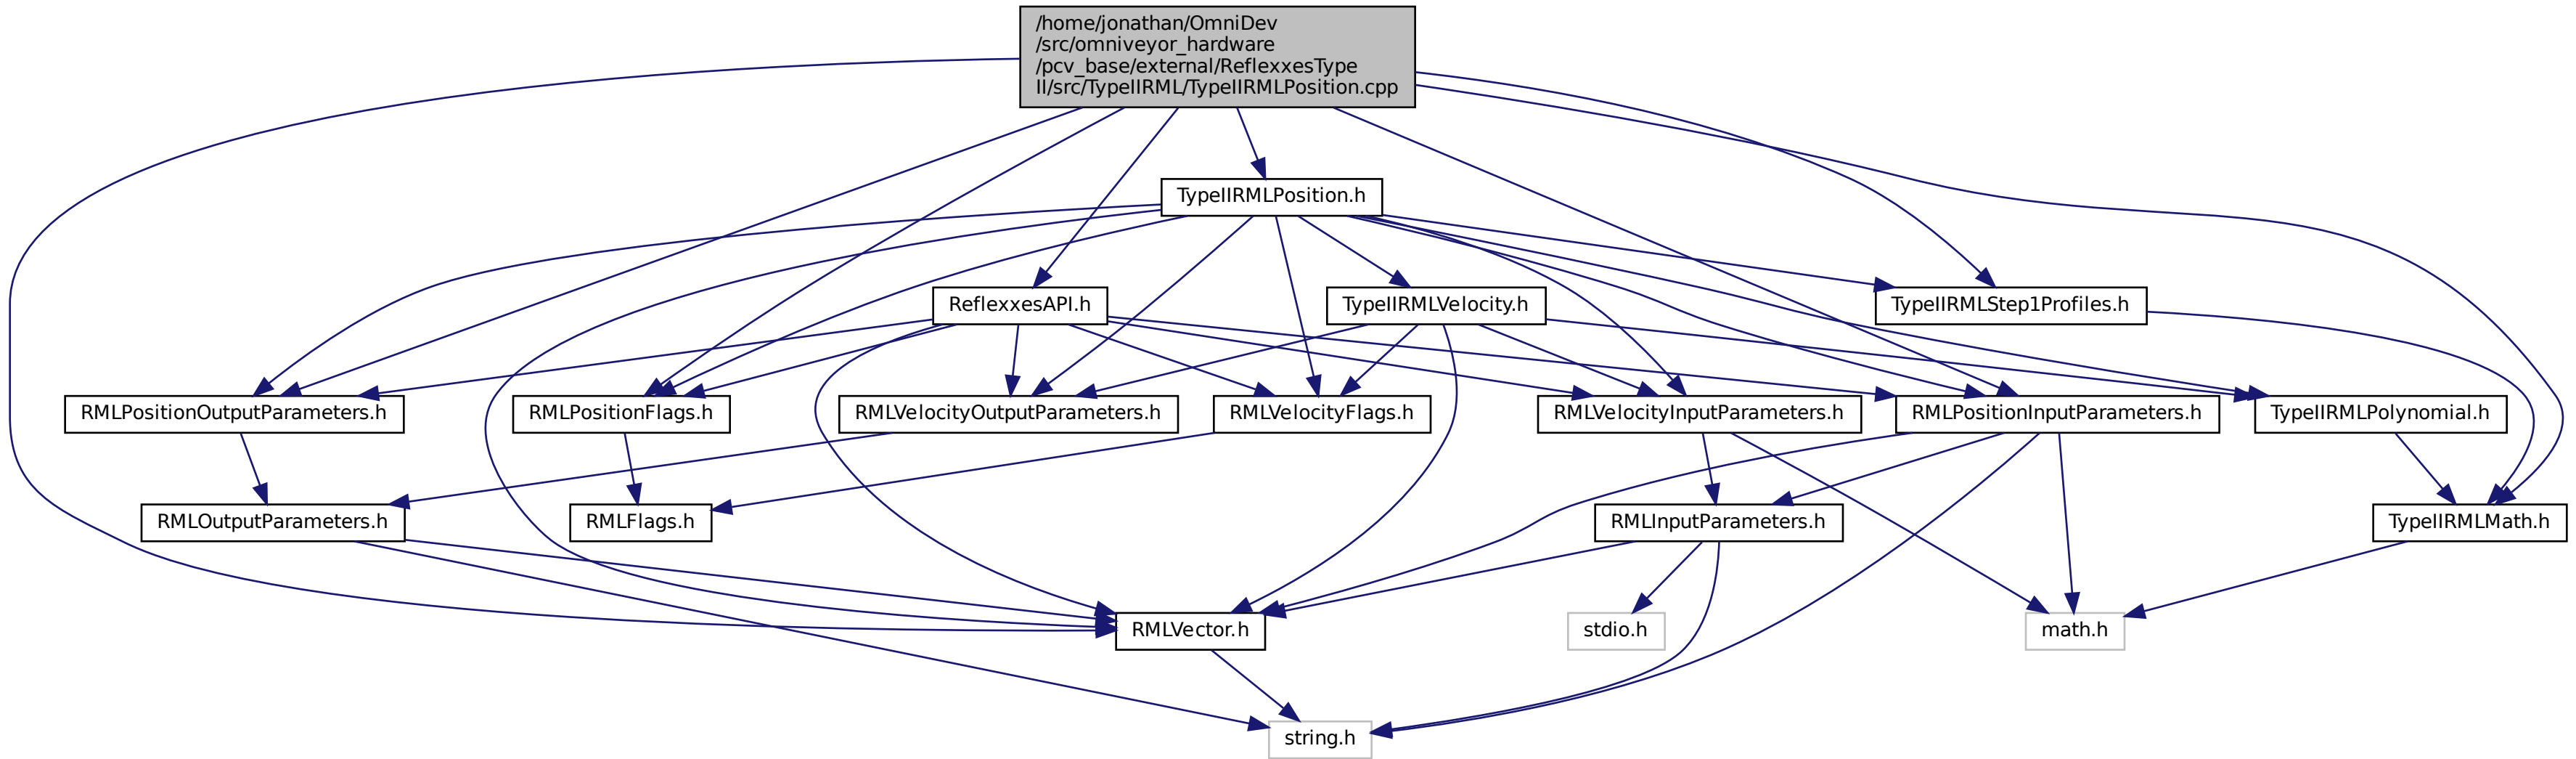 /home/jonathan/OmniDev
/src/omniveyor_hardware
/pcv_base/external/ReflexxesType
II/src/TypeIIRML/TypeIIRMLPosition.cpp
TypeIIRMLPosition.h
ReflexxesAPI.h
TypeIIRMLVelocity.h
TypeIIRMLStep1Profiles.h
RMLPositionOutputParameters.h
RMLPositionFlags.h
RMLVelocityOutputParameters.h
RMLVelocityFlags.h
RMLVelocityInputParameters.h
RMLPositionInputParameters.h
TypeIIRMLPolynomial.h
RMLOutputParameters.h
RMLFlags.h
RMLInputParameters.h
TypeIIRMLMath.h
RMLVector.h
stdio.h
math.h
string.h